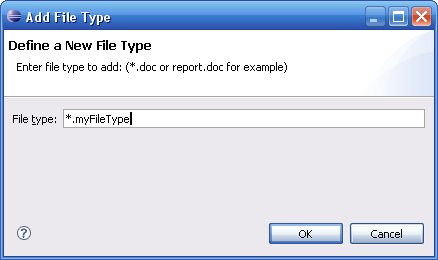 Add File Type
Define a New File Type
Enter file type to add: (*.doc or report.doc for example)
File type: *.myFileType
?
OK Cancel